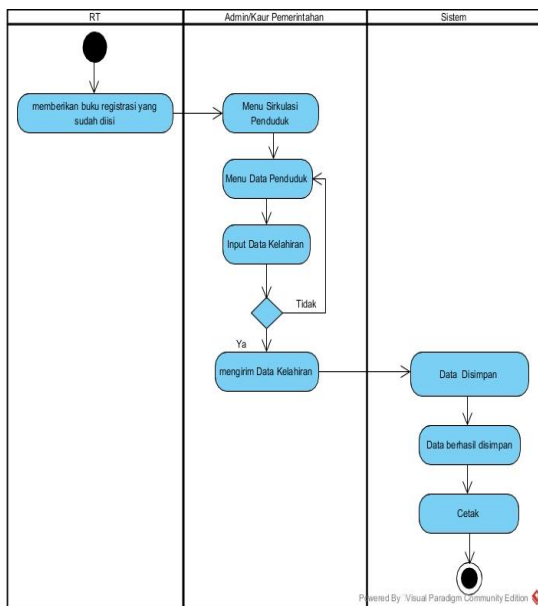 RT
Admin/Kaur Pemerintahan
Sistem
memberikan buku registrasi yang
sudah diisi
Menu Sirkulasi
Penduduk
Menu Data Penduduk
Input Data Kelahiran
Tidak
Ya
mengirim Data Kelahiran
Data Disimpan
Data berhasil disimpan
Cetak
Powered By Visual Paradigm Community Edition